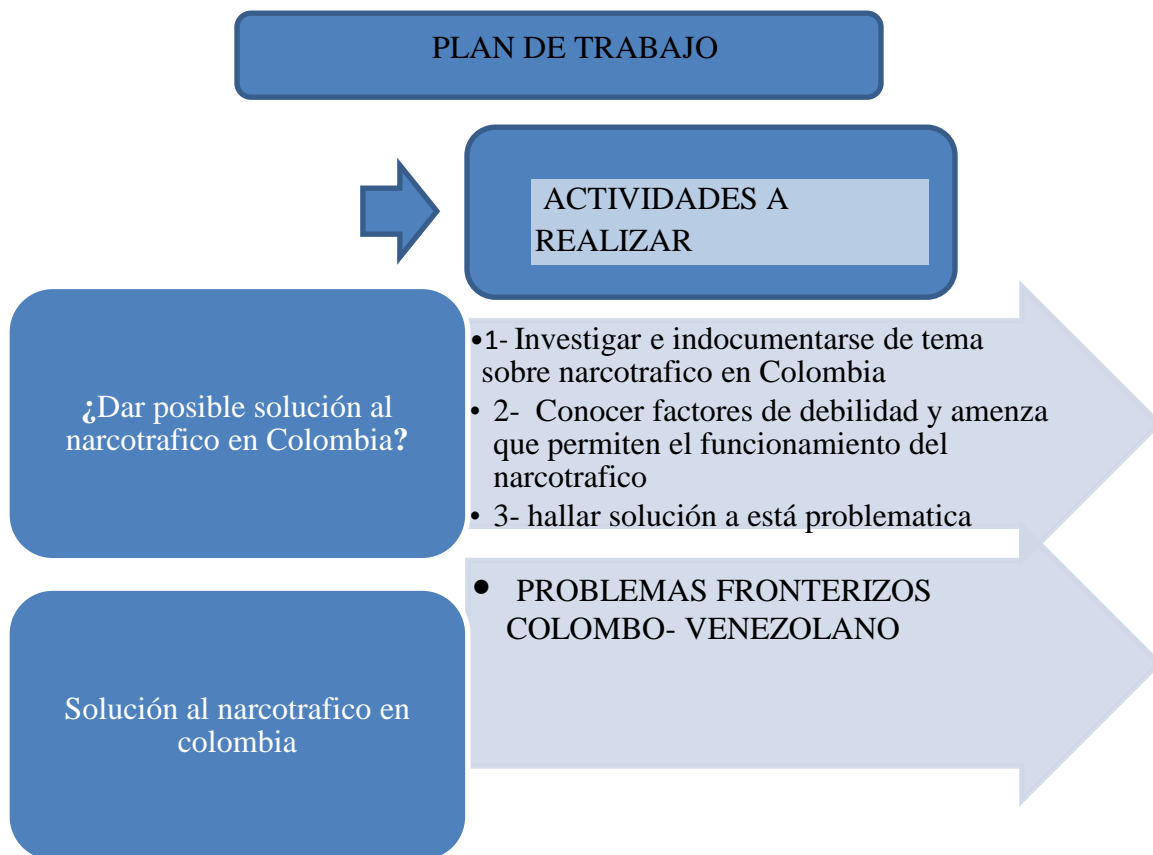 PLAN DE TRABAJO
ACTIVIDADES A
REALIZAR
¿Dar posible solución al
narcotrafico en Colombia?
•1- Investigar e indocumentarse de tema
sobre narcotrafico en Colombia
• 2- Conocer factores de debilidad y amenza
que permiten el funcionamiento del
narcotrafico
• 3- hallar solución a está problematica
Solución al narcotrafico en
colombia
• PROBLEMAS FRONTERIZOS
COLOMBO- VENEZOLANO